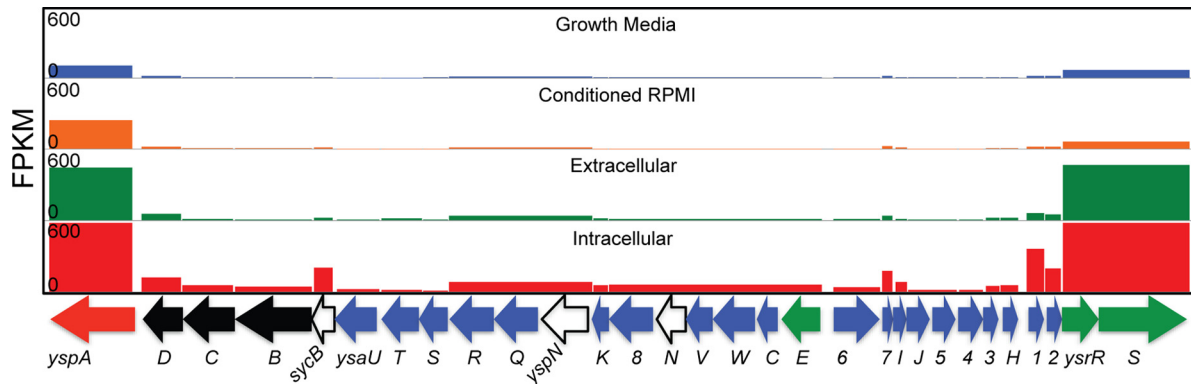 600
Growth Media
0
600
Conditioned RPMI
0
600
Extracellular
0
600
Intracellular
0
FPKM
yspA D C B sycB ysaU T S R Q yspN K 8 N V W C E 6 7 I J 5 4 3 H 1 2 ysrR S